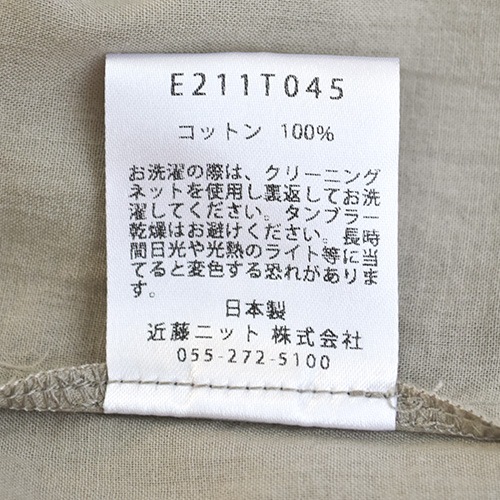 E211T045
コットン 100%
お洗濯の際は、クリーニング
ネットを使用し裏返してお洗
濯してください。タンブラー
乾燥はお避けください。長時
間日光や光熱のライト等に当
てると変色する恐れがありま
す。
日本製
近藤ニット 株式会社
055-272-5100